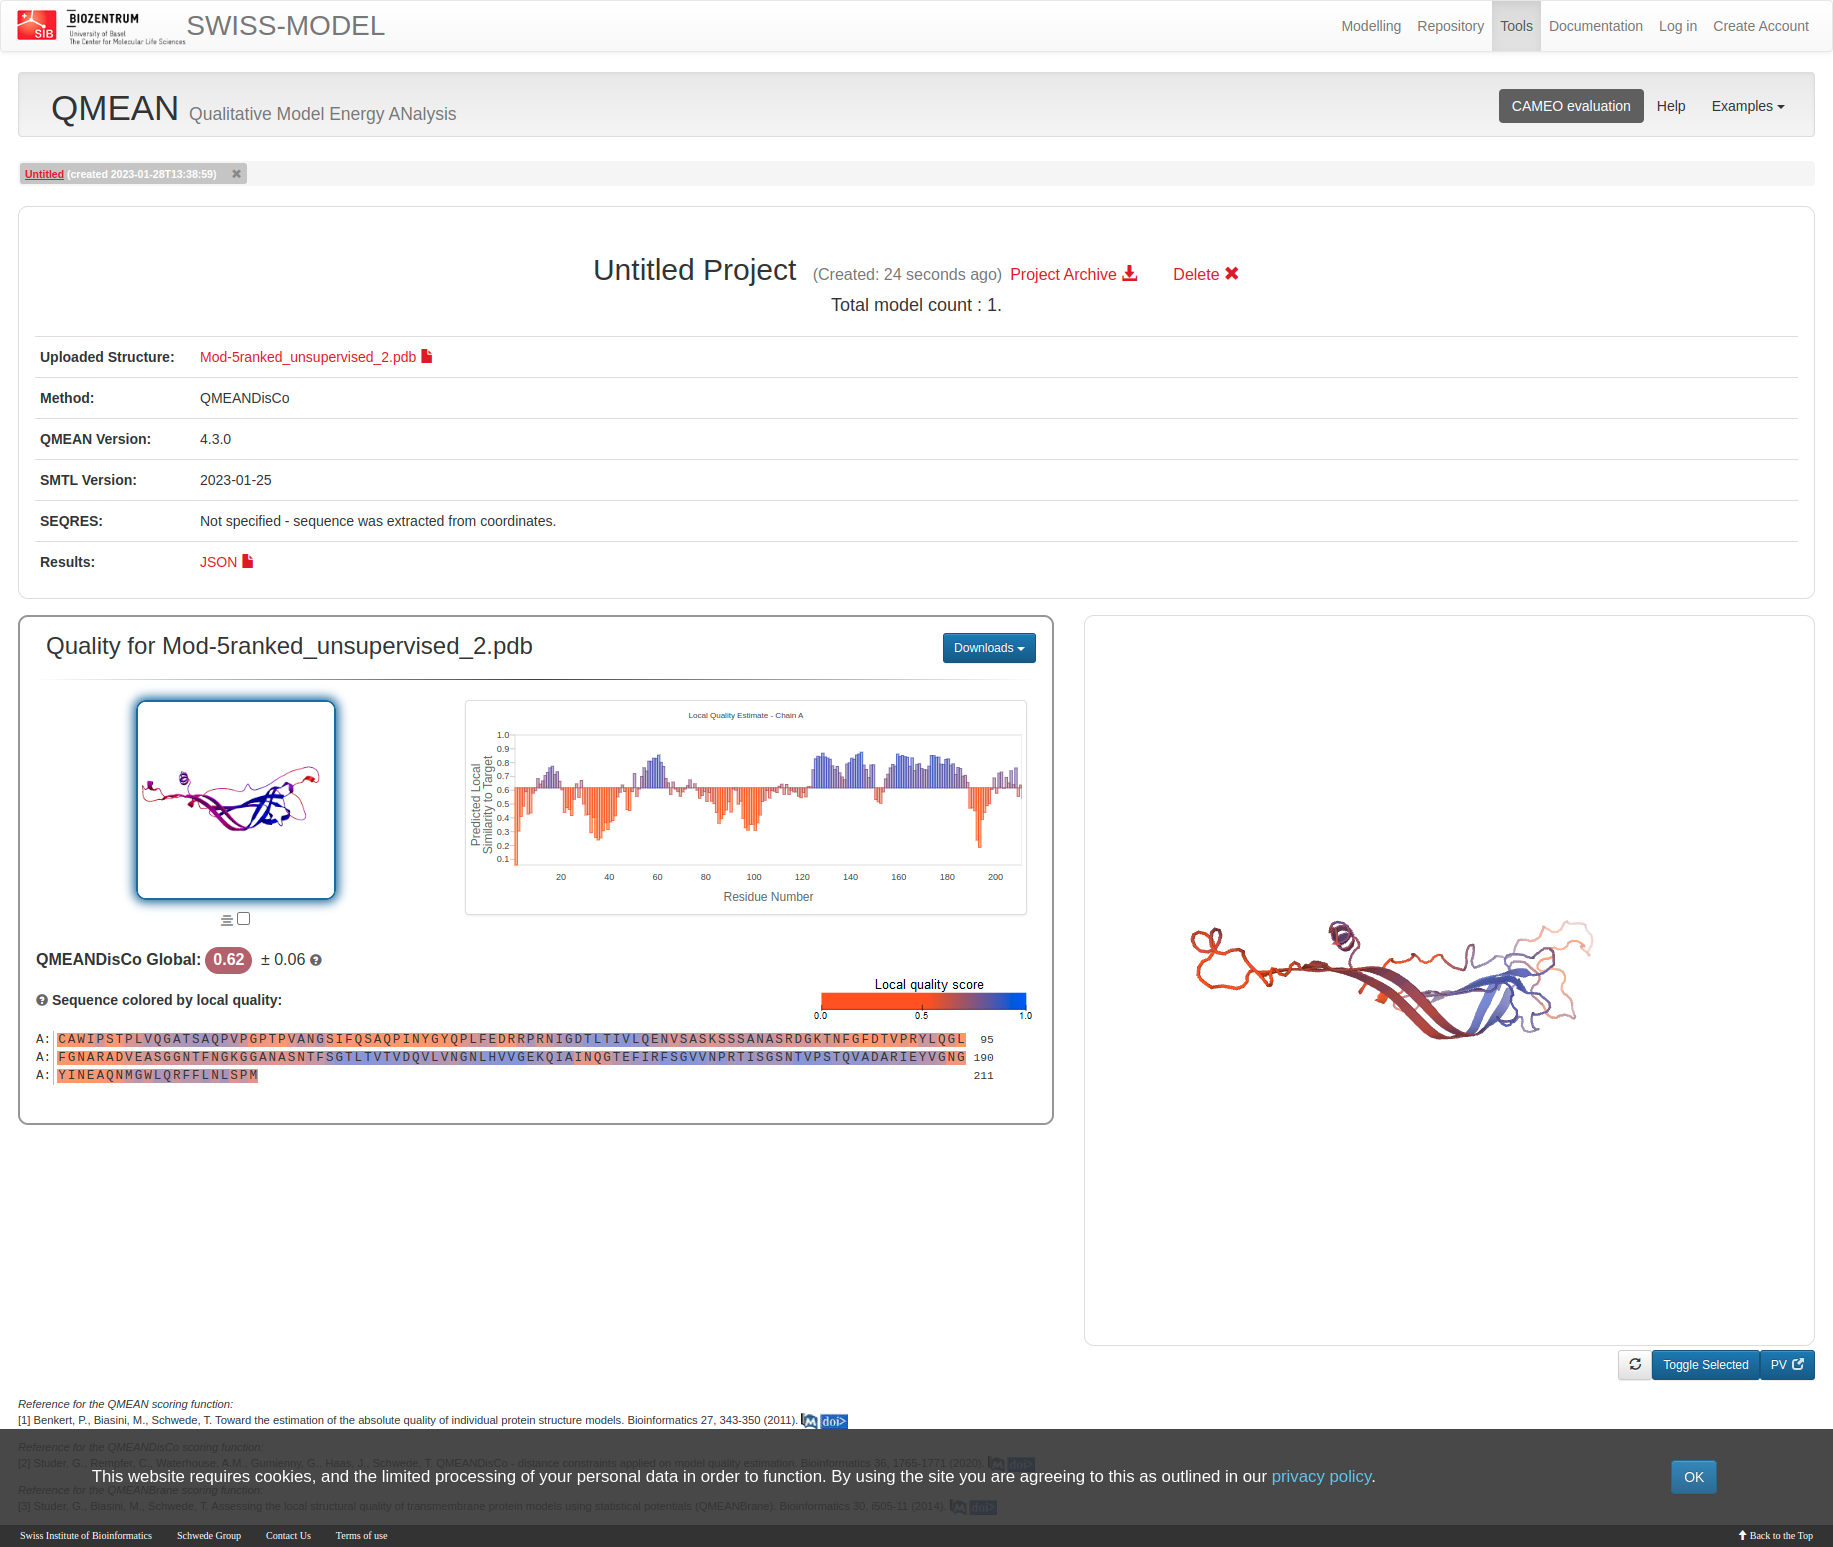 SIB
BIOZENTRUM
University of Basel
The Center for Molecular Life Sciences
SWISS-MODEL
Modelling Repository Tools Documentation Log in Create Account
QMEAN Qualitative Model Energy ANalysis
CAMEO evaluation Help Examples
Untitled (created 2023-01-28T13:38:59)
Untitled Project (Created: 24 seconds ago) Project Archive Delete
Total model count : 1.
Uploaded Structure: Mod-5ranked_unsupervised_2.pdb
Method: QMEANDisCo
QMEAN Version: 4.3.0
SMTL Version: 2023-01-25
SEQRES: Not specified - sequence was extracted from coordinates.
Results: JSON
Quality for Mod-5ranked_unsupervised_2.pdb
Downloads
Local Quality Estimate - Chain A
Predicted Local
Similarity to Target
1.0
0.9
0.8
0.7
0.6
0.5
0.4
0.3
0.2
0.1
20 40 60 80 100 120 140 160 180 200
Residue Number
QMEANDisCo Global: 0.62 ± 0.06
Sequence colored by local quality:
Local quality score
0.0 0.5 1.0
A: CAWIPSTPLVQGATSAQPVPGPTPVANGSIFQSAQPINYGYQPLFEDRRPRNIGDTLTIVLQENVSASKSSSANASRDGKTNFGFDTVPRYLQGL 95
A: FGNARADVEASGGNTFNGKGGANASNTFSGTLTVTVDQVLVNGNLHVVGEKQIAINQGTEFIRFSGVVNPRTISGSNTVPSTQVADARIEYVGNG 190
A: YINEAQNMGWLQRFFLNLSPM 211
Toggle Selected PV
Reference for the QMEAN scoring function:
[1] Benkert, P., Biasini, M., Schwede, T. Toward the estimation of the absolute quality of individual protein structure models. Bioinformatics 27, 343-350 (2011). M doi>
Reference for the QMEANDisCo scoring function:
[2] Studer, G., Rempfer, C., Waterhouse, A.M., Gumienny, G., Haas, J., Schwede, T. QMEANDisCo - distance constraints applied on model quality estimation. Bioinformatics 36, 1765-1771 (2020). M doi>
This website requires cookies, and the limited processing of your personal data in order to function. By using the site you are agreeing to this as outlined in our privacy policy.
OK
Reference for the QMEANBrane scoring function:
[3] Studer, G., Biasini, M., Schwede, T. Assessing the local structural quality of transmembrane protein models using statistical potentials (QMEANBrane). Bioinformatics 30, i505-11 (2014). M doi>
Swiss Institute of Bioinformatics Schwede Group Contact Us Terms of use Back to the Top